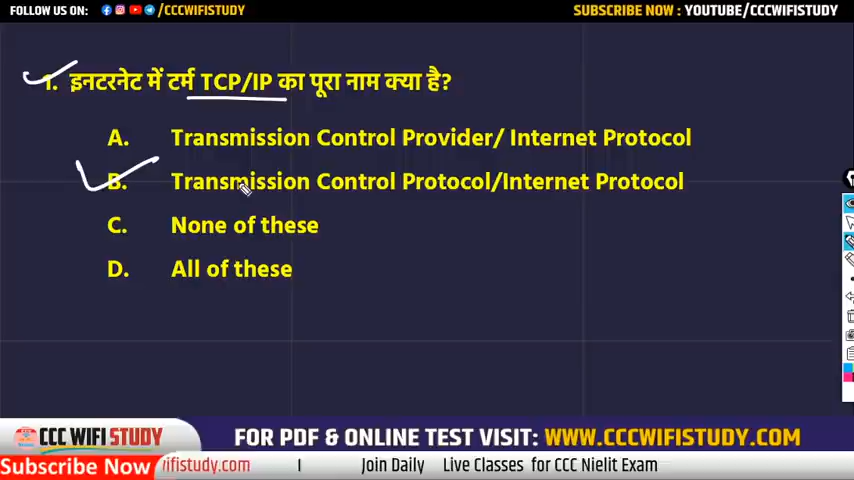 FOLLOW US ON: /CCCWIFISTUDY SUBSCRIBE NOW : YOUTUBE/CCCWIFISTUDY
1. इनटरनेट में टर्म TCP/IP का पूरा नाम क्या है?
A. Transmission Control Provider/ Internet Protocol
B. Transmission Control Protocol/Internet Protocol
C. None of these
D. All of these
CCC WIFI STUDY FOR PDF & ONLINE TEST VISIT: WWW.CCCWIFISTUDY.COM
Subscribe Now wifistudy.com I Join Daily Live Classes for CCC Nielit Exam